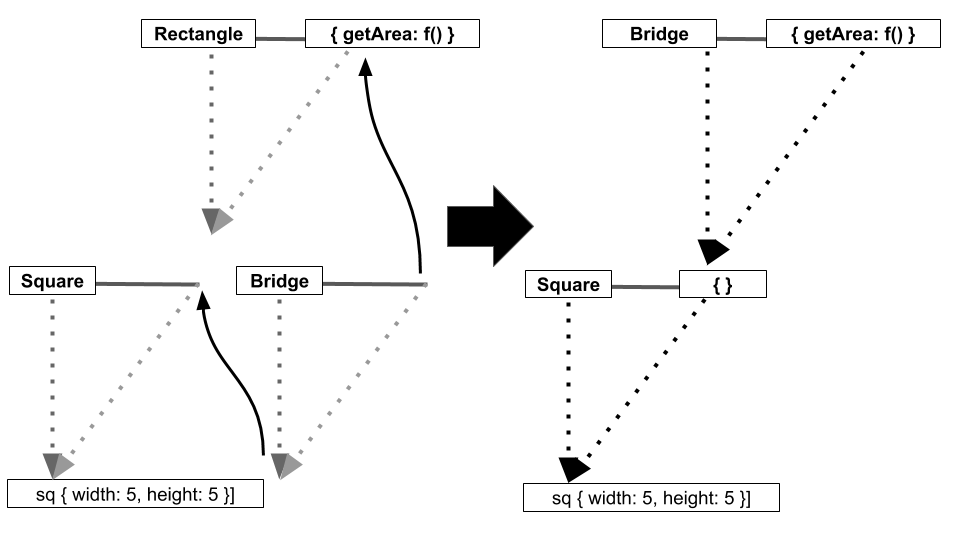 Rectangle
{ getArea: f() }
Bridge
{ getArea: f() }
Square
Bridge
Square
{ }
sq { width: 5, height: 5 }]
sq { width: 5, height: 5 }]